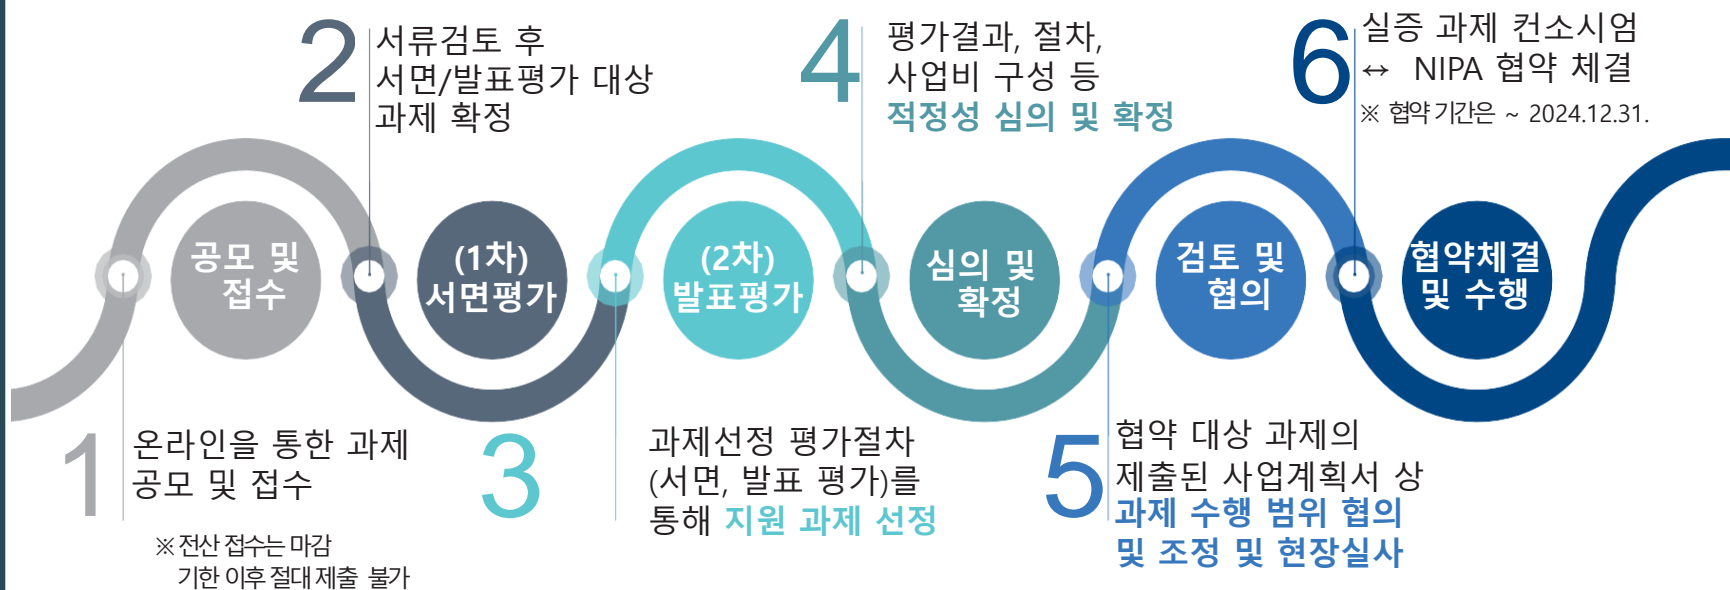 1
온라인을 통한 과제
공모 및 접수
※ 전산 접수는 마감
기한 이후 절대 제출 불가
공모 및
접수
2
서류검토 후
서면/발표평가 대상
과제 확정
(1차)
서면평가
3
과제선정 평가절차
(서면, 발표 평가)를
통해 지원 과제 선정
(2차)
발표평가
4
평가결과, 절차,
사업비 구성 등
적정성 심의 및 확정
심의 및
확정
5
협약 대상 과제의
제출된 사업계획서 상
과제 수행 범위 협의
및 조정 및 현장실사
검토 및
협의
6
실증 과제 컨소시엄
↔ NIPA 협약 체결
※ 협약 기간은 ~ 2024.12.31.
협약체결
및 수행